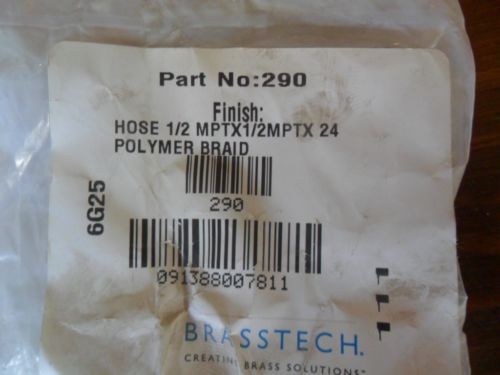 Part No:290
Finish:
HOSE 1/2 MPTX1/2MPTX 24
POLYMER BRAID
290
6G25
091388007811
BRASSTECH.
CREATING BRASS SOLUTIONS